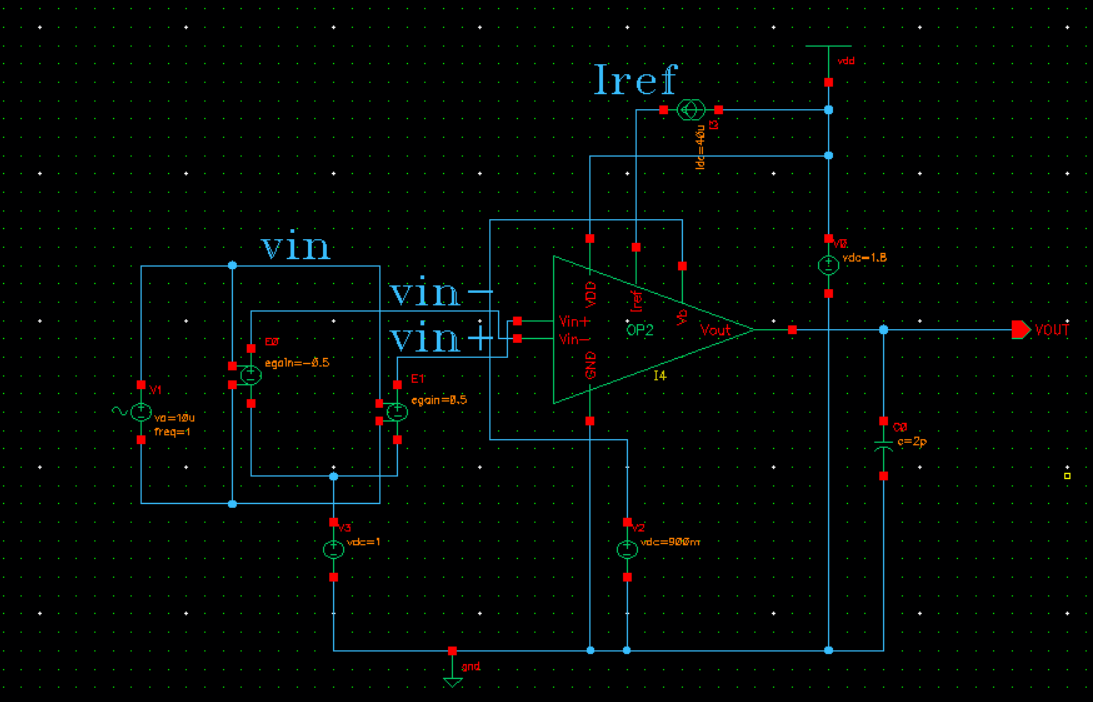 vdd
Iref
I3
Idc=40u
V0
vdc=1.8
vin
vin-
vin+
VDD
Iref
Vb
Vin+
Vin-
OP2
Vout
GND
I4
VOUT
E0
egain=-0.5
E1
egain=0.5
V1
va=10u
freq=1
C0
c=2p
V3
vdc=1
V2
vdc=900m
gnd